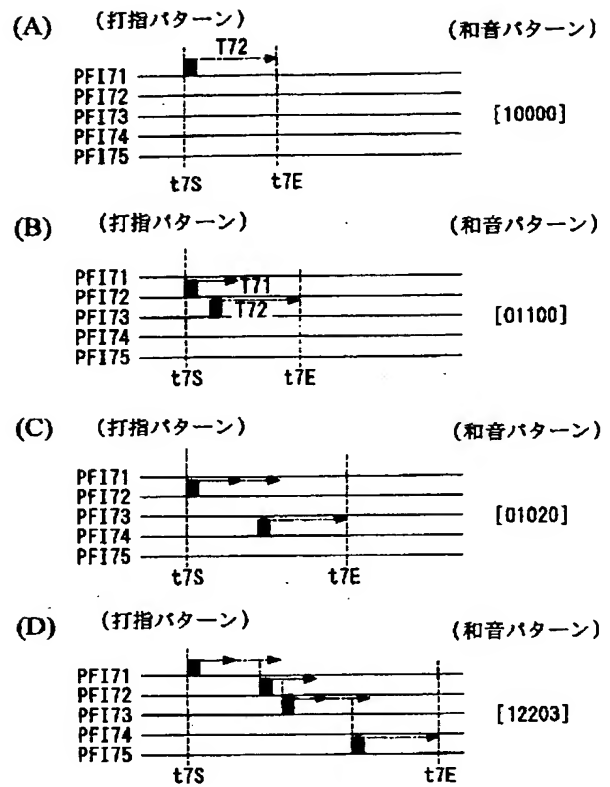 (A) (打指パターン) (和音パターン)
T72
PFI71
PFI72
PFI73
PFI74
PFI75
[10000]
t7S t7E
(B) (打指パターン) (和音パターン)
PFI71
T71
PFI72
T72
PFI73
PFI74
PFI75
[01100]
t7S t7E
(C) (打指パターン) (和音パターン)
PFI71
PFI72
PFI73
PFI74
PFI75
[01020]
t7S t7E
(D) (打指パターン) (和音パターン)
PFI71
PFI72
PFI73
PFI74
PFI75
[12203]
t7S t7E